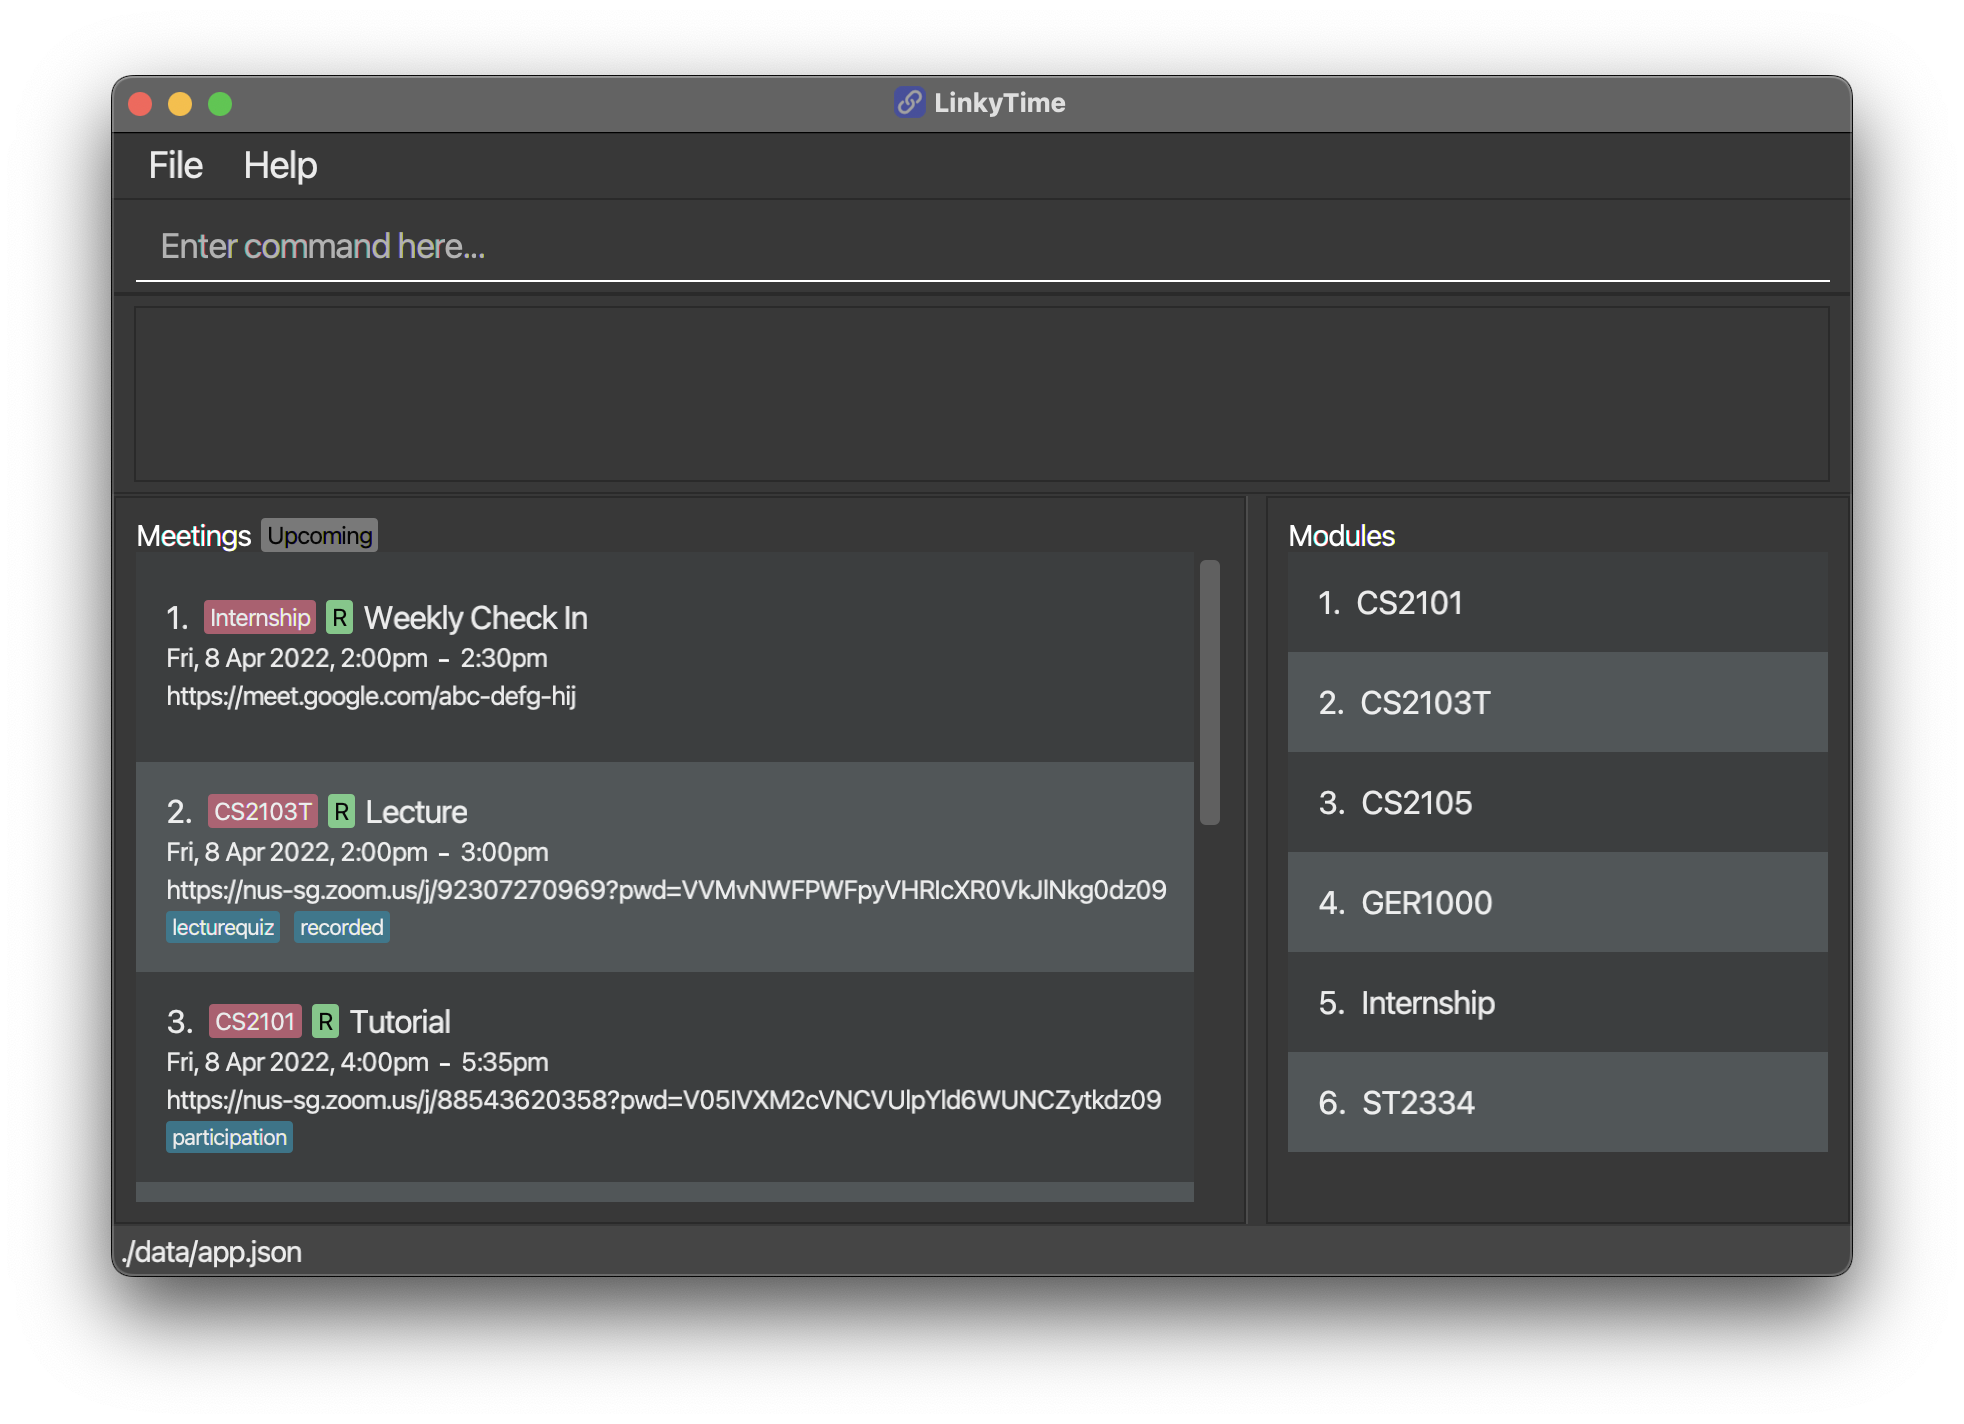 LinkyTime
File Help
Enter command here...
Meetings Upcoming
1. Internship R Weekly Check In
Fri, 8 Apr 2022, 2:00pm - 2:30pm
https://meet.google.com/abc-defg-hij
2. CS2103T R Lecture
Fri, 8 Apr 2022, 2:00pm - 3:00pm
https://nus-sg.zoom.us/j/92307270969?pwd=VVMvNWFPWFpyVHRIcXR0VkJlNkg0dz09
lecturequiz recorded
3. CS2101 R Tutorial
Fri, 8 Apr 2022, 4:00pm - 5:35pm
https://nus-sg.zoom.us/j/88543620358?pwd=V05IVXM2cVNCVUlpYld6WUNCZytkdz09
participation
Modules
1. CS2101
2. CS2103T
3. CS2105
4. GER1000
5. Internship
6. ST2334
./data/app.json